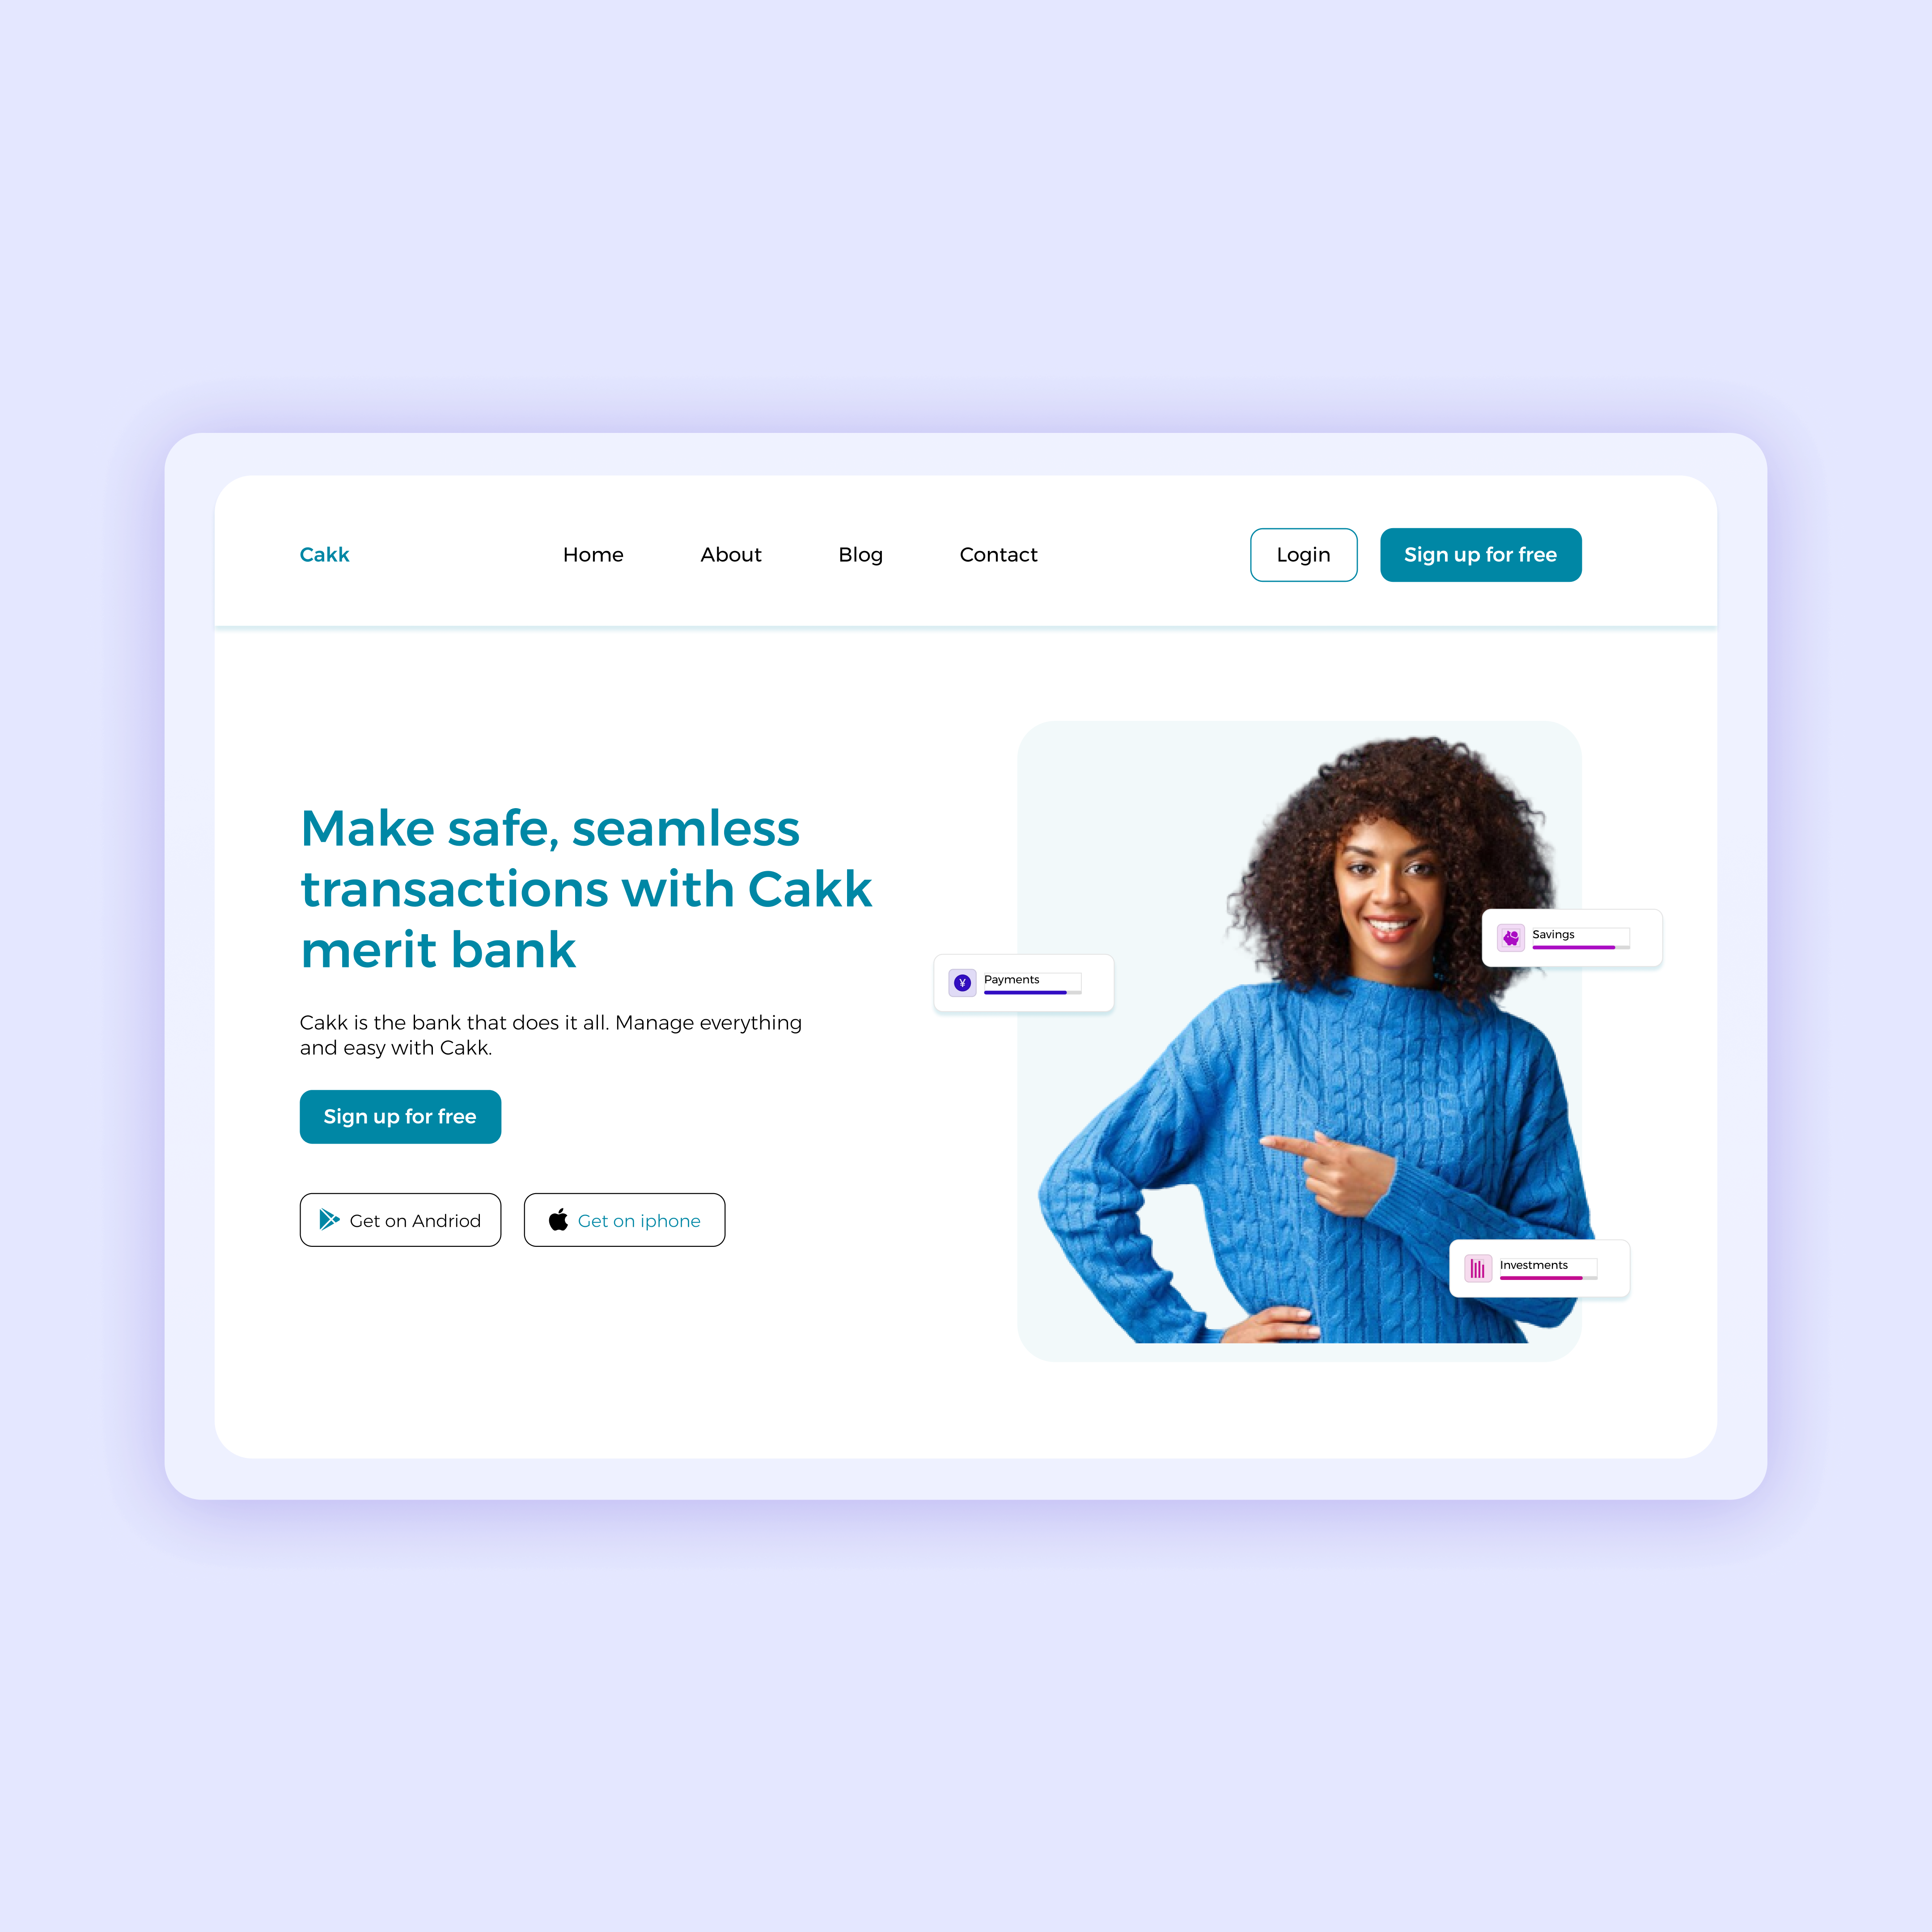 Cakk
Home
About
Blog
Contact
Login
Sign up for free
Make safe, seamless
transactions with Cakk
merit bank
Cakk is the bank that does it all. Manage everything
and easy with Cakk.
Sign up for free
Get on Andriod
Get on iphone
¥
Payments
Savings
Investments